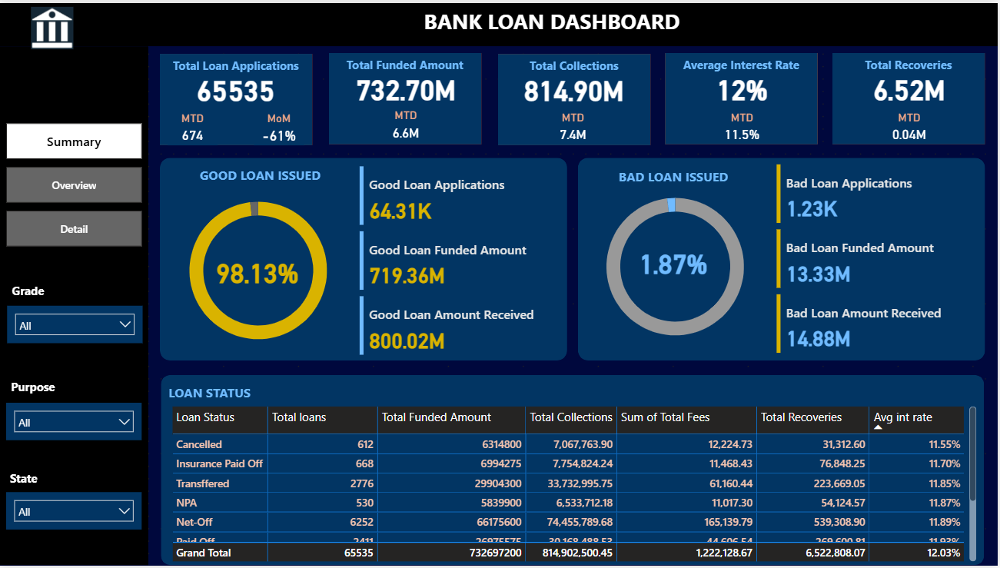 BANK LOAN DASHBOARD
Summary
Overview
Detail
Grade
All
Purpose
All
State
All
Total Loan Applications
65535
MTD MoM
674 -61%
Total Funded Amount
732.70M
MTD
6.6M
Total Collections
814.90M
MTD
7.4M
Average Interest Rate
12%
MTD
11.5%
Total Recoveries
6.52M
MTD
0.04M
GOOD LOAN ISSUED
98.13%
Good Loan Applications
64.31K
Good Loan Funded Amount
719.36M
Good Loan Amount Received
800.02M
BAD LOAN ISSUED
1.87%
Bad Loan Applications
1.23K
Bad Loan Funded Amount
13.33M
Bad Loan Amount Received
14.88M
LOAN STATUS
Loan Status Total loans Total Funded Amount Total Collections Sum of Total Fees Total Recoveries Avg int rate
Cancelled 612 6314800 7,067,763.90 12,224.73 31,312.60 11.55%
Insurance Paid Off 668 6994275 7,754,824.24 11,468.43 76,848.25 11.70%
Transffered 2776 29904300 33,732,995.75 61,160.44 223,669.05 11.85%
NPA 530 5839900 6,533,712.18 11,017.30 54,124.57 11.87%
Net-Off 6252 66175600 74,455,789.68 165,139.79 539,308.90 11.89%
Paid Off 2411 26975575 30,168,488.53 44,606.54 269,600.81 11.93%
Grand Total 65535 732697200 814,902,500.45 1,222,128.67 6,522,808.07 12.03%